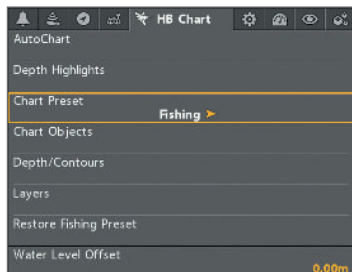 HB Chart
AutoChart
Depth Highlights
Chart Preset
Fishing
Chart Objects
Depth/Contours
Layers
Restore Fishing Preset
Water Level Offset
0.00m